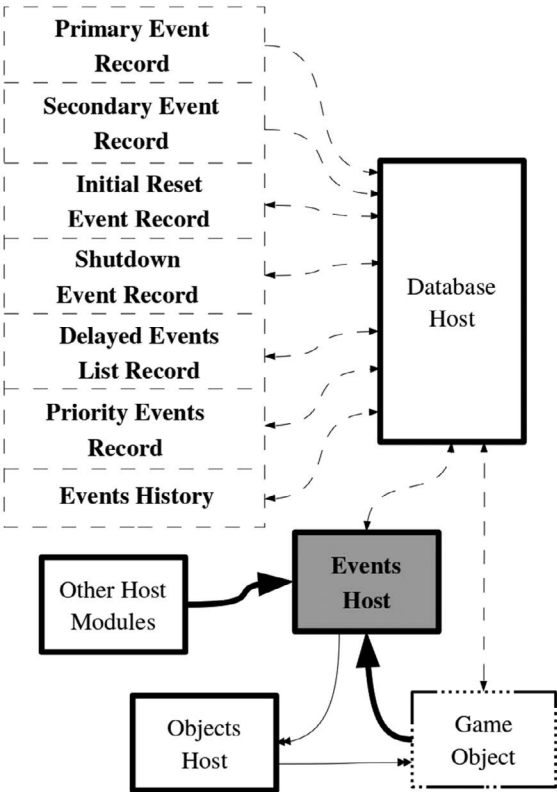 Primary Event
Record
Secondary Event
Record
Initial Reset
Event Record
Shutdown
Event Record
Delayed Events
List Record
Priority Events
Record
Events History
Database
Host
Events
Host
Other Host
Modules
Objects
Host
Game
Object